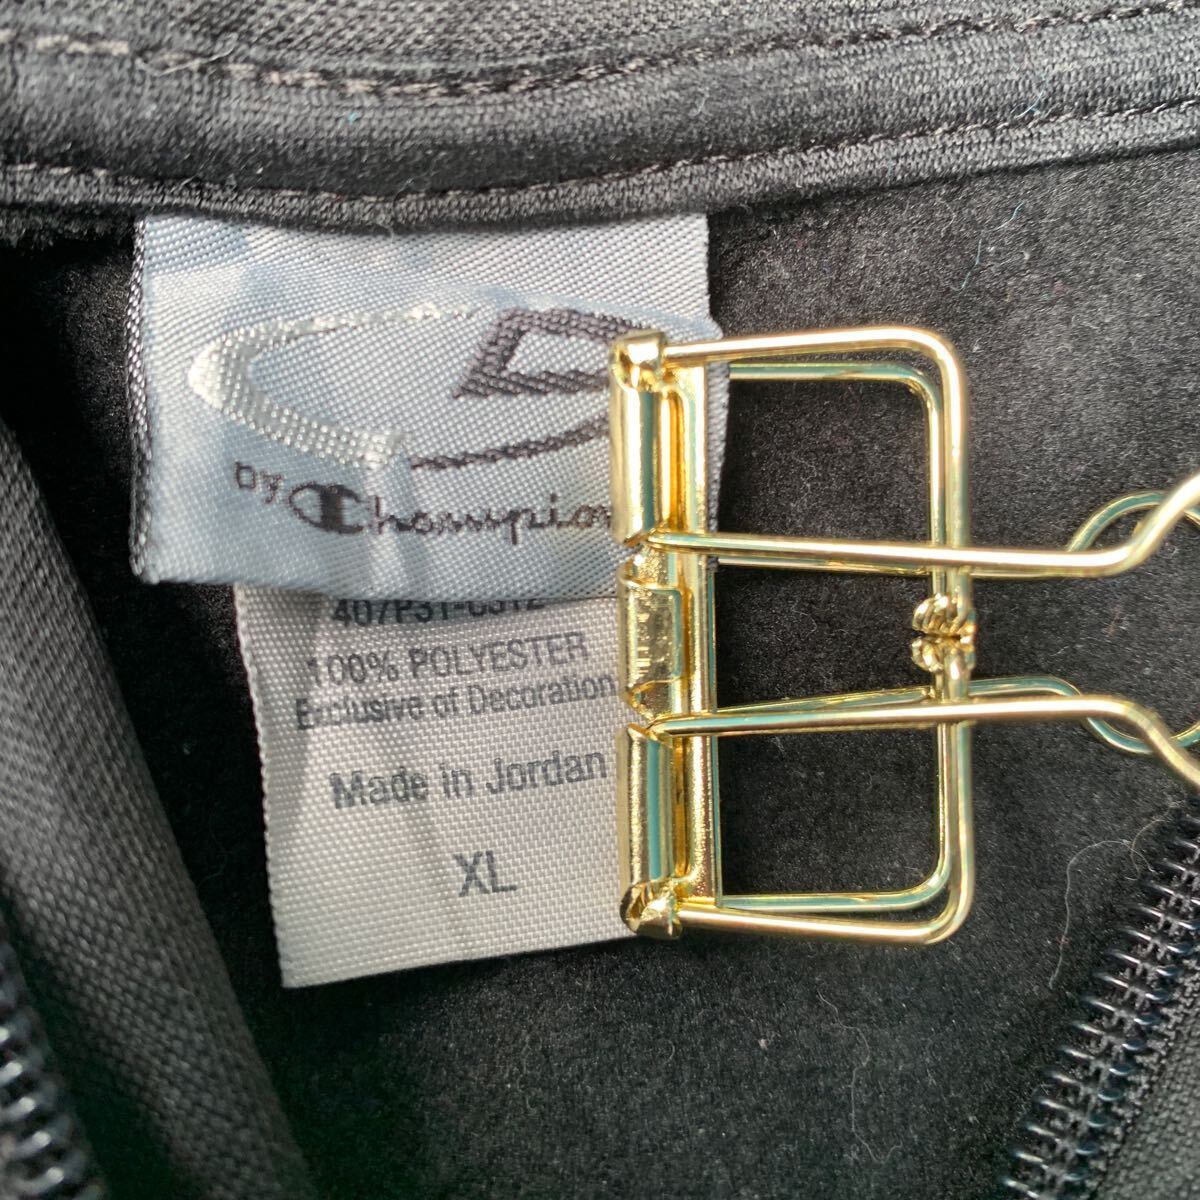 by Champion
100% POLYESTER
Exclusive of Decoration
Made in Jordan
XL